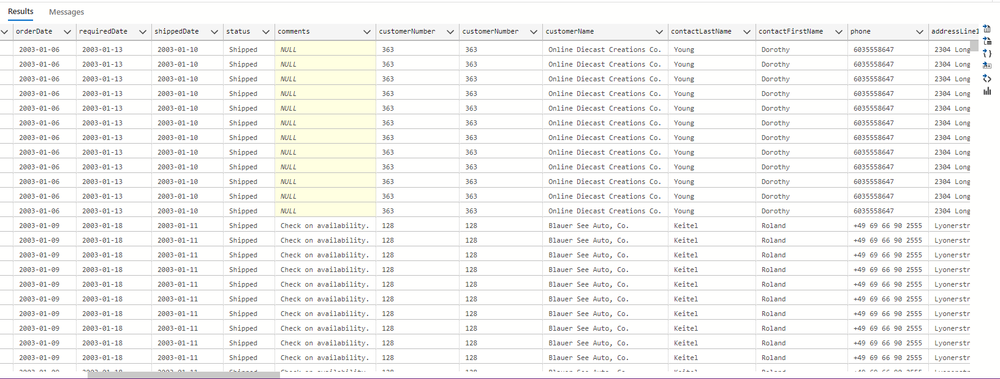 Results Messages
orderDate requiredDate shippedDate status comments customerNumber customerNumber customerName contactLastName contactFirstName phone addressLine1
2003-01-06 2003-01-13 2003-01-10 Shipped NULL 363 363 Online Diecast Creations Co. Young Dorothy 6035558647 2304 Long
2003-01-06 2003-01-13 2003-01-10 Shipped NULL 363 363 Online Diecast Creations Co. Young Dorothy 6035558647 2304 Long
2003-01-06 2003-01-13 2003-01-10 Shipped NULL 363 363 Online Diecast Creations Co. Young Dorothy 6035558647 2304 Long
2003-01-06 2003-01-13 2003-01-10 Shipped NULL 363 363 Online Diecast Creations Co. Young Dorothy 6035558647 2304 Long
2003-01-06 2003-01-13 2003-01-10 Shipped NULL 363 363 Online Diecast Creations Co. Young Dorothy 6035558647 2304 Long
2003-01-06 2003-01-13 2003-01-10 Shipped NULL 363 363 Online Diecast Creations Co. Young Dorothy 6035558647 2304 Long
2003-01-06 2003-01-13 2003-01-10 Shipped NULL 363 363 Online Diecast Creations Co. Young Dorothy 6035558647 2304 Long
2003-01-06 2003-01-13 2003-01-10 Shipped NULL 363 363 Online Diecast Creations Co. Young Dorothy 6035558647 2304 Long
2003-01-06 2003-01-13 2003-01-10 Shipped NULL 363 363 Online Diecast Creations Co. Young Dorothy 6035558647 2304 Long
2003-01-06 2003-01-13 2003-01-10 Shipped NULL 363 363 Online Diecast Creations Co. Young Dorothy 6035558647 2304 Long
2003-01-06 2003-01-13 2003-01-10 Shipped NULL 363 363 Online Diecast Creations Co. Young Dorothy 6035558647 2304 Long
2003-01-06 2003-01-13 2003-01-10 Shipped NULL 363 363 Online Diecast Creations Co. Young Dorothy 6035558647 2304 Long
2003-01-09 2003-01-18 2003-01-11 Shipped Check on availability. 128 128 Blauer See Auto, Co. Keitel Roland +49 69 66 90 2555 Lyonerstr
2003-01-09 2003-01-18 2003-01-11 Shipped Check on availability. 128 128 Blauer See Auto, Co. Keitel Roland +49 69 66 90 2555 Lyonerstr
2003-01-09 2003-01-18 2003-01-11 Shipped Check on availability. 128 128 Blauer See Auto, Co. Keitel Roland +49 69 66 90 2555 Lyonerstr
2003-01-09 2003-01-18 2003-01-11 Shipped Check on availability. 128 128 Blauer See Auto, Co. Keitel Roland +49 69 66 90 2555 Lyonerstr
2003-01-09 2003-01-18 2003-01-11 Shipped Check on availability. 128 128 Blauer See Auto, Co. Keitel Roland +49 69 66 90 2555 Lyonerstr
2003-01-09 2003-01-18 2003-01-11 Shipped Check on availability. 128 128 Blauer See Auto, Co. Keitel Roland +49 69 66 90 2555 Lyonerstr
2003-01-09 2003-01-18 2003-01-11 Shipped Check on availability. 128 128 Blauer See Auto, Co. Keitel Roland +49 69 66 90 2555 Lyonerstr
2003-01-09 2003-01-18 2003-01-11 Shipped Check on availability. 128 128 Blauer See Auto, Co. Keitel Roland +49 69 66 90 2555 Lyonerstr
2003-01-09 2003-01-18 2003-01-11 Shipped Check on availability. 128 128 Blauer See Auto, Co. Keitel Roland +49 69 66 90 2555 Lyonerstr
2003-01-09 2003-01-18 2003-01-11 Shipped Check on availability. 128 128 Blauer See Auto, Co. Keitel Roland +49 69 66 90 2555 Lyonerstr